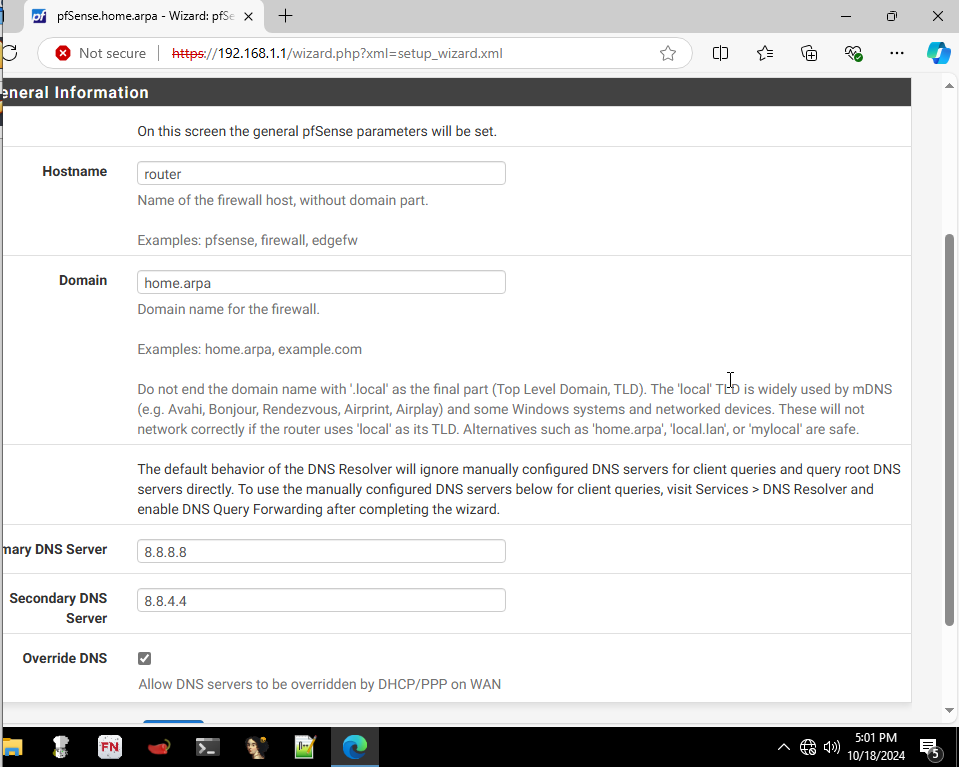 pfSense.home.arpa - Wizard: pfSe
Not secure
https://192.168.1.1/wizard.php?xml=setup_wizard.xml
eneral Information
On this screen the general pfSense parameters will be set.
Hostname
router
Name of the firewall host, without domain part.
Examples: pfsense, firewall, edgefw
Domain
home.arpa
Domain name for the firewall.
Examples: home.arpa, example.com
Do not end the domain name with '.local' as the final part (Top Level Domain, TLD). The 'local' TLD is widely used by mDNS
(e.g. Avahi, Bonjour, Rendezvous, Airprint, Airplay) and some Windows systems and networked devices. These will not
network correctly if the router uses 'local' as its TLD. Alternatives such as 'home.arpa', 'local.lan', or 'mylocal' are safe.
The default behavior of the DNS Resolver will ignore manually configured DNS servers for client queries and query root DNS
servers directly. To use the manually configured DNS servers below for client queries, visit Services > DNS Resolver and
enable DNS Query Forwarding after completing the wizard.
mary DNS Server
8.8.8.8
Secondary DNS
Server
8.8.4.4
Override DNS
Allow DNS servers to be overridden by DHCP/PPP on WAN
FN
5:01 PM
10/18/2024
5